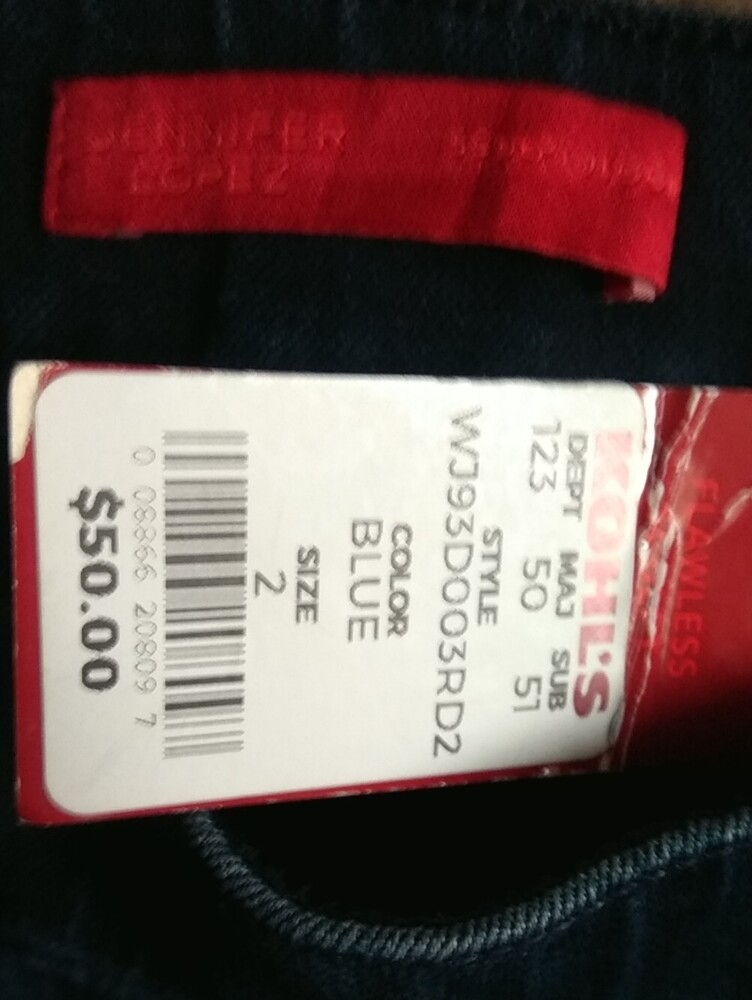 JENNIFER
LOPEZ
KOHL'S
DEPT MAJ SUB
123 50 51
STYLE
WJ93D003RD2
COLOR
BLUE
SIZE
2
0 08866 20809 7
$50.00
FLAWLESS